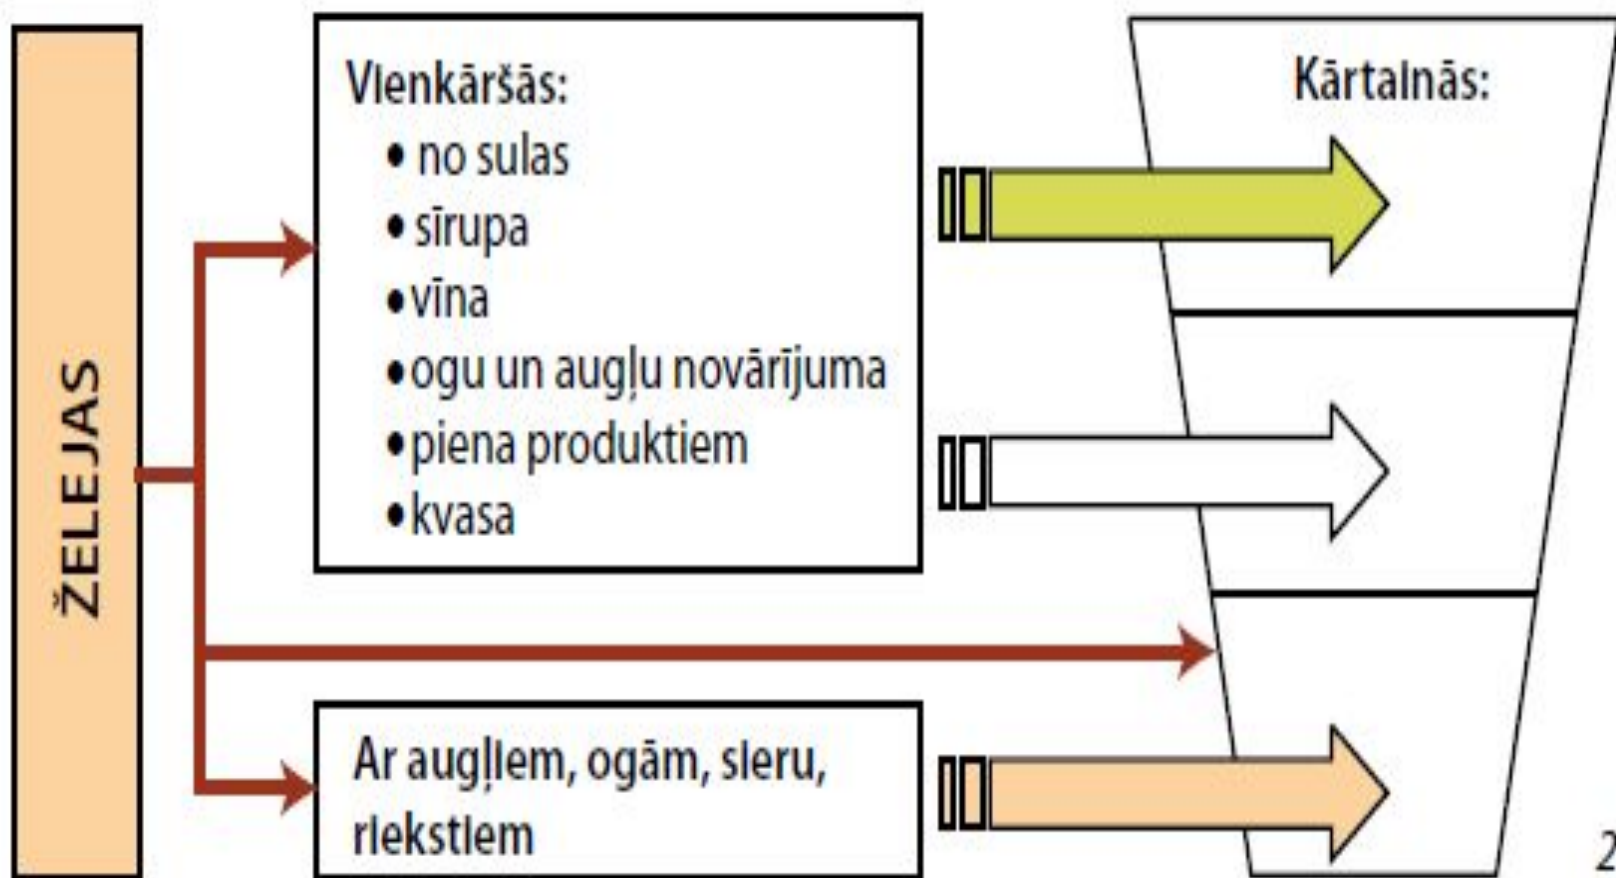 ŽELEJAS
Vienkāršās:
• no sulas
• sīrupa
• vīna
• ogu un augļu novārījuma
• piena produktiem
• kvasa
Ar augļiem, ogām, sieru,
riekstiem
Kārtainās:
2